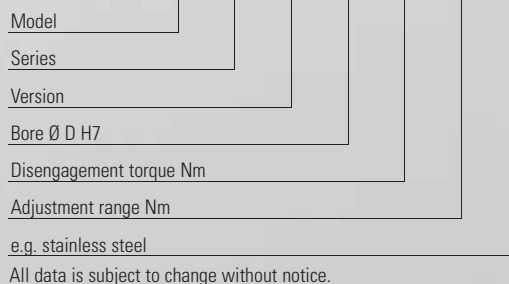 Model
Series
Version
Bore Ø D H7
Disengagement torque Nm
Adjustment range Nm
e.g. stainless steel
All data is subject to change without notice.